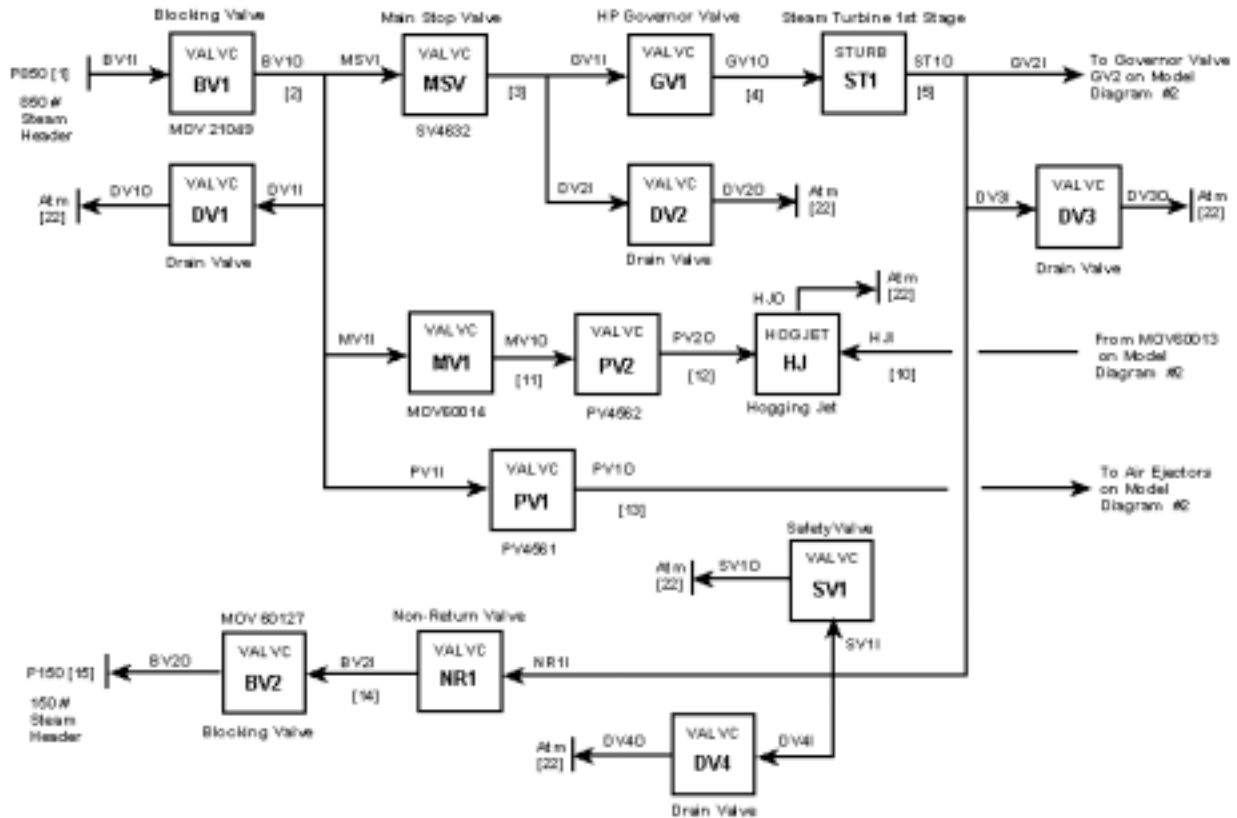 Blocking Valve
Main Stop Valve
HP Governor Valve
Steam Turbine 1st Stage
P850 [1]
850 #
Steam
Header
BV1I
VALVC
BV1
MOV 21049
BV1O
[2]
MSVI
VALVC
MSV
SV4632
[3]
GV1I
VALVC
GV1
GV1O
[4]
STURB
ST1
ST1O
[5]
GV2I
To Governor Valve
GV2 on Model
Diagram #2
Atm
[22]
DV1O
VALVC
DV1
DV1I
Drain Valve
DV2I
VALVC
DV2
DV2O
Atm
[22]
Drain Valve
DV3I
VALVC
DV3
DV3O
Atm
[22]
Drain Valve
MV1I
VALVC
MV1
MOV60014
MV1O
[11]
VALVC
PV2
PV4562
PV2O
[12]
HJO
Atm
[22]
HOGJET
HJ
Hogging Jet
HJI
[10]
From MOV60013
on Model
Diagram #2
PV1I
VALVC
PV1
PV4561
PV1O
[13]
To Air Ejectors
on Model
Diagram #2
Safety Valve
Atm
[22]
SV1O
VALVC
SV1
SV1I
P150 [15]
150 #
Steam
Header
BV2O
MOV 60127
VALVC
BV2
Blocking Valve
BV2I
[14]
Non-Return Valve
VALVC
NR1
NR1I
Atm
[22]
DV4O
VALVC
DV4
DV4I
Drain Valve